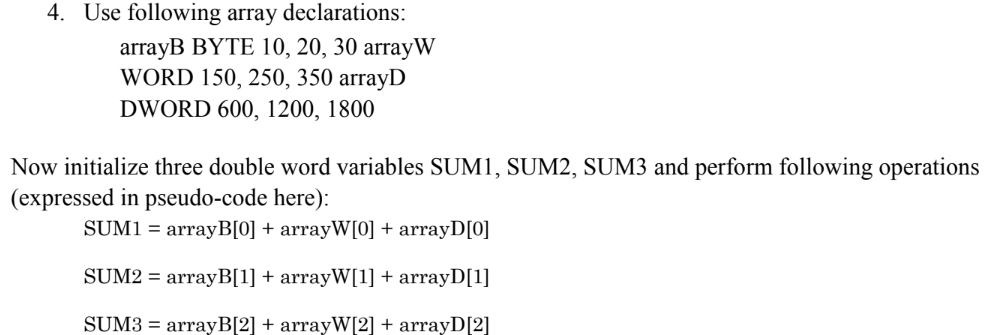 4. Use following array declarations:
arrayB BYTE 10, 20, 30 arrayW
WORD 150, 250, 350 arrayD
DWORD 600, 1200, 1800
Now initialize three double word variables SUM1, SUM2, SUM3 and perform following operations
(expressed in pseudo-code here):
SUM1 = arrayB[0] + arrayW[0] + arrayD[0]
SUM2 = arrayB[1] + arrayW[1] + arrayD[1]
SUM3 = arrayB[2] + arrayW[2] + arrayD[2]